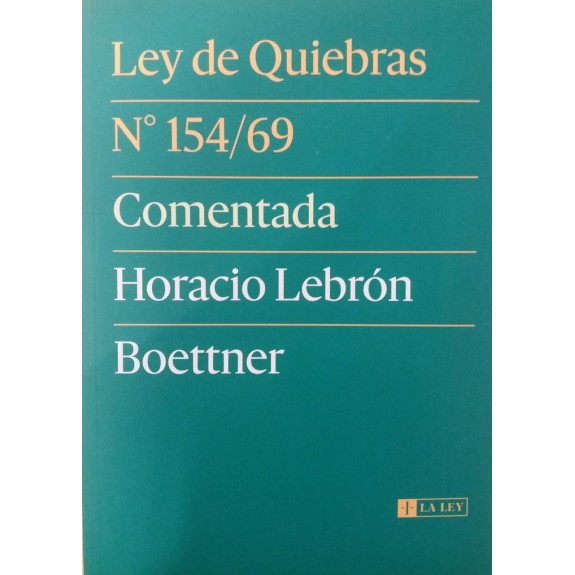 Ley de Quiebras
N° 154/69
Comentada
Horacio Lebrón
Boettner
LA LEY